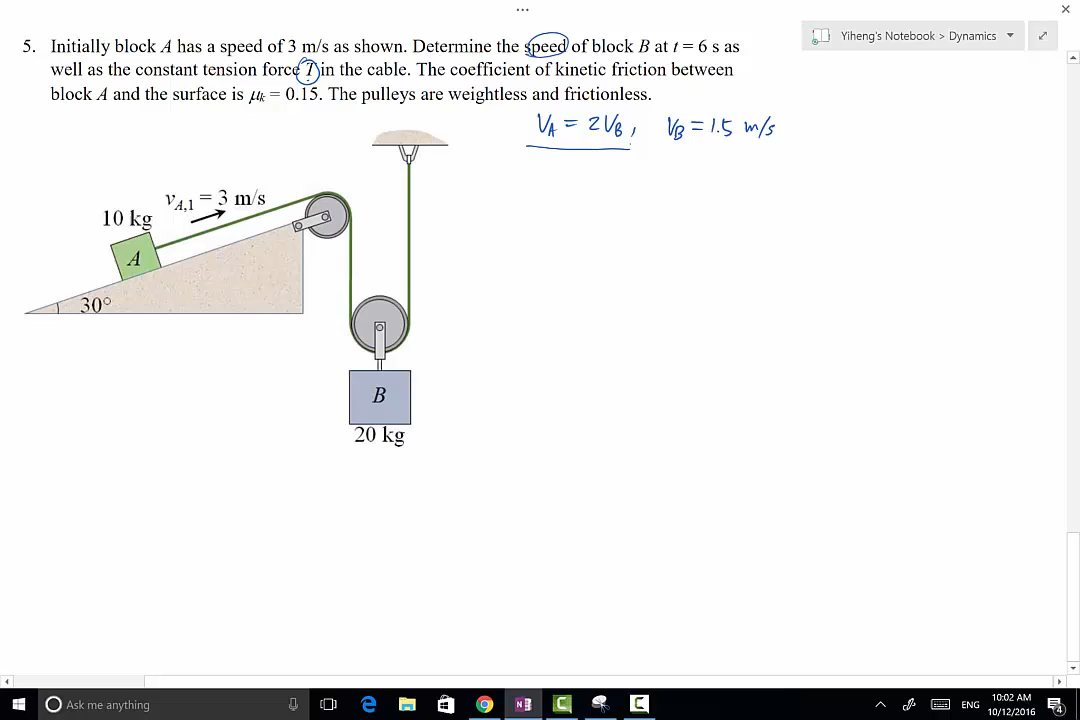 ...
Yiheng's Notebook > Dynamics
5. Initially block A has a speed of 3 m/s as shown. Determine the speed of block B at t = 6 s as
well as the constant tension force T in the cable. The coefficient of kinetic friction between
block A and the surface is μk = 0.15. The pulleys are weightless and frictionless.
VA = 2VB, VB = 1.5 m/s
vA,1 = 3 m/s
10 kg
A
30°
B
20 kg
Ask me anything
ENG
10:02 AM
10/12/2016
4